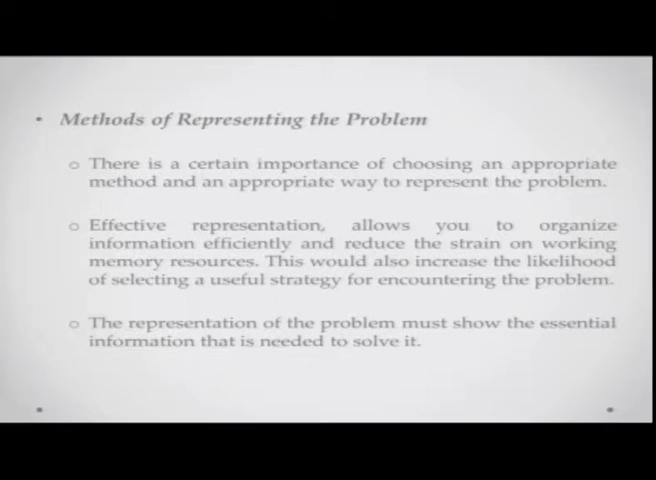 • Methods of Representing the Problem
o There is a certain importance of choosing an appropriate
method and an appropriate way to represent the problem.
o Effective representation, allows you to organize
information efficiently and reduce the strain on working
memory resources. This would also increase the likelihood
of selecting a useful strategy for encountering the problem.
o The representation of the problem must show the essential
information that is needed to solve it.